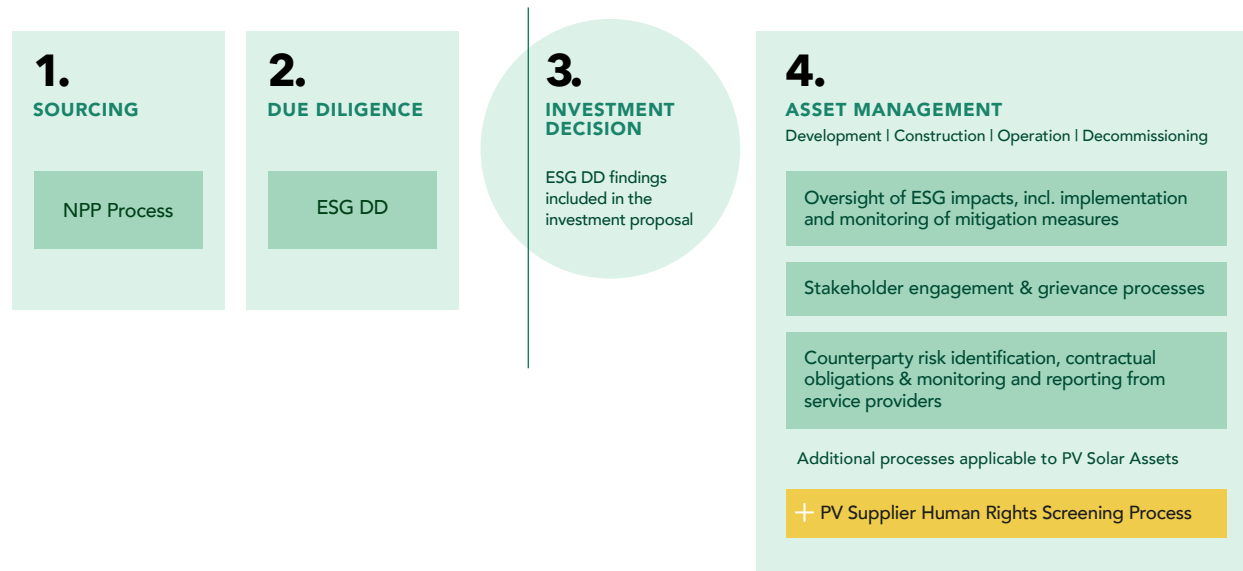 1.
SOURCING
NPP Process
2.
DUE DILIGENCE
ESG DD
3.
INVESTMENT
DECISION
ESG DD findings
included in the
investment proposal
4.
ASSET MANAGEMENT
Development | Construction | Operation | Decommissioning
Oversight of ESG impacts, incl. implementation
and monitoring of mitigation measures
Stakeholder engagement & grievance processes
Counterparty risk identification, contractual
obligations & monitoring and reporting from
service providers
Additional processes applicable to PV Solar Assets
+ PV Supplier Human Rights Screening Process